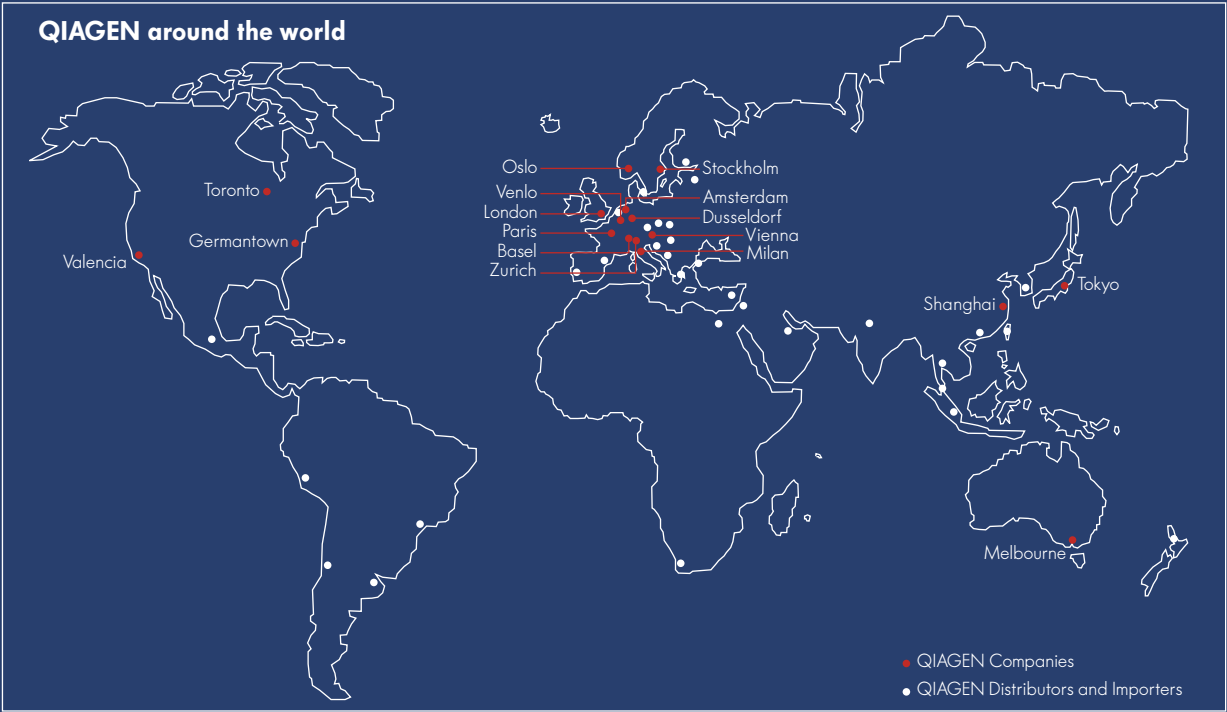 QIAGEN around the world
Oslo
Stockholm
Venlo
Amsterdam
Toronto
London
Dusseldorf
Paris
Vienna
Germantown
Basel
Milan
Valencia
Zurich
Tokyo
Shanghai
Melbourne
QIAGEN Companies
QIAGEN Distributors and Importers